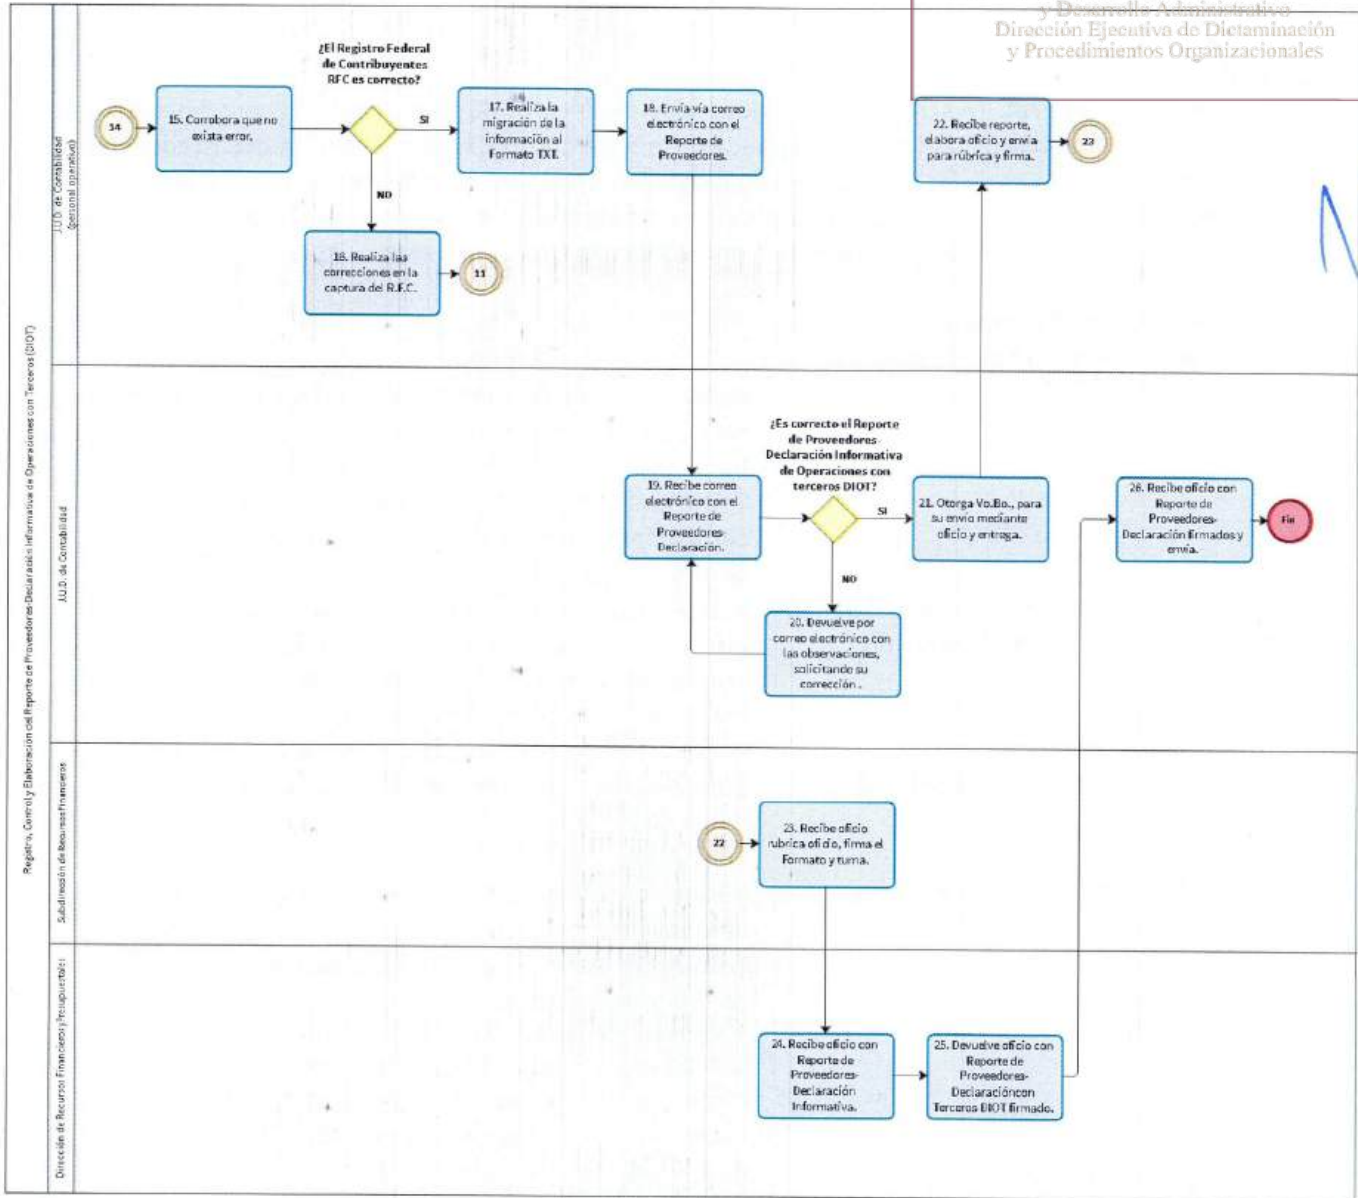 y Desarrollo Administrativo
Dirección Ejecutiva de Dictaminación
y Procedimientos Organizacionales
Registro, Control y Elaboración del Reporte de Proveedores-Declaración Informativa de Operaciones con Terceros (DIOT)
J.U.D. de Contabilidad
(personal operativo)
14
15. Corrobora que no
exista error.
¿El Registro Federal
de Contribuyentes
RFC es correcto?
SI
NO
17. Realiza la
migración de la
información al
Formato TXT.
18. Envía vía correo
electrónico con el
Reporte de
Proveedores.
22. Recibe reporte,
elabora oficio y envía
para rúbrica y firma.
23
16. Realiza las
correcciones en la
captura del R.F.C.
11
J.U.D. de Contabilidad
19. Recibe correo
electrónico con el
Reporte de
Proveedores-
Declaración.
¿Es correcto el Reporte
de Proveedores-
Declaración Informativa
de Operaciones con
terceros DIOT?
SI
NO
21. Otorga Vo.Bo., para
su envío mediante
oficio y entrega.
26. Recibe oficio con
Reporte de
Proveedores-
Declaración firmados y
envía.
Fin
20. Devuelve por
correo electrónico con
las observaciones,
solicitando su
corrección .
Subdirección de Recursos Financieros
22
23. Recibe oficio
rubrica oficio, firma el
Formato y turna.
Dirección de Recursos Financieros y Presupuestales
24. Recibe oficio con
Reporte de
Proveedores-
Declaración
Informativa.
25. Devuelve oficio con
Reporte de
Proveedores-
Declaracióncon
Terceros DIOT firmado.